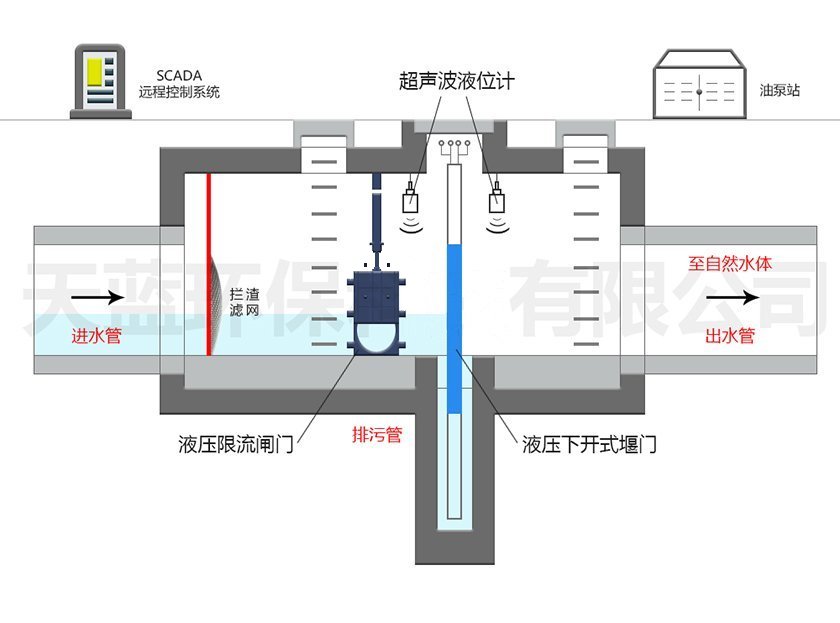 SCADA
远程控制系统
超声波液位计
油泵站
天蓝环保 有限公司
至自然水体
拦渣
滤网
进水管
出水管
液压限流闸门
排污管
液压下开式堰门